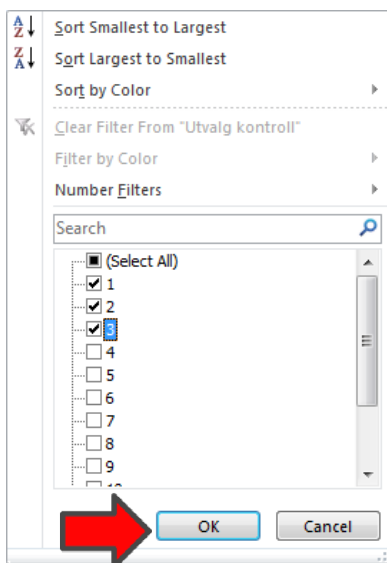 Sort Smallest to Largest
Sort Largest to Smallest
Sort by Color
Clear Filter From "Utvalg kontroll"
Filter by Color
Number Filters
Search
(Select All)
1
2
3
4
5
6
7
8
9
OK Cancel